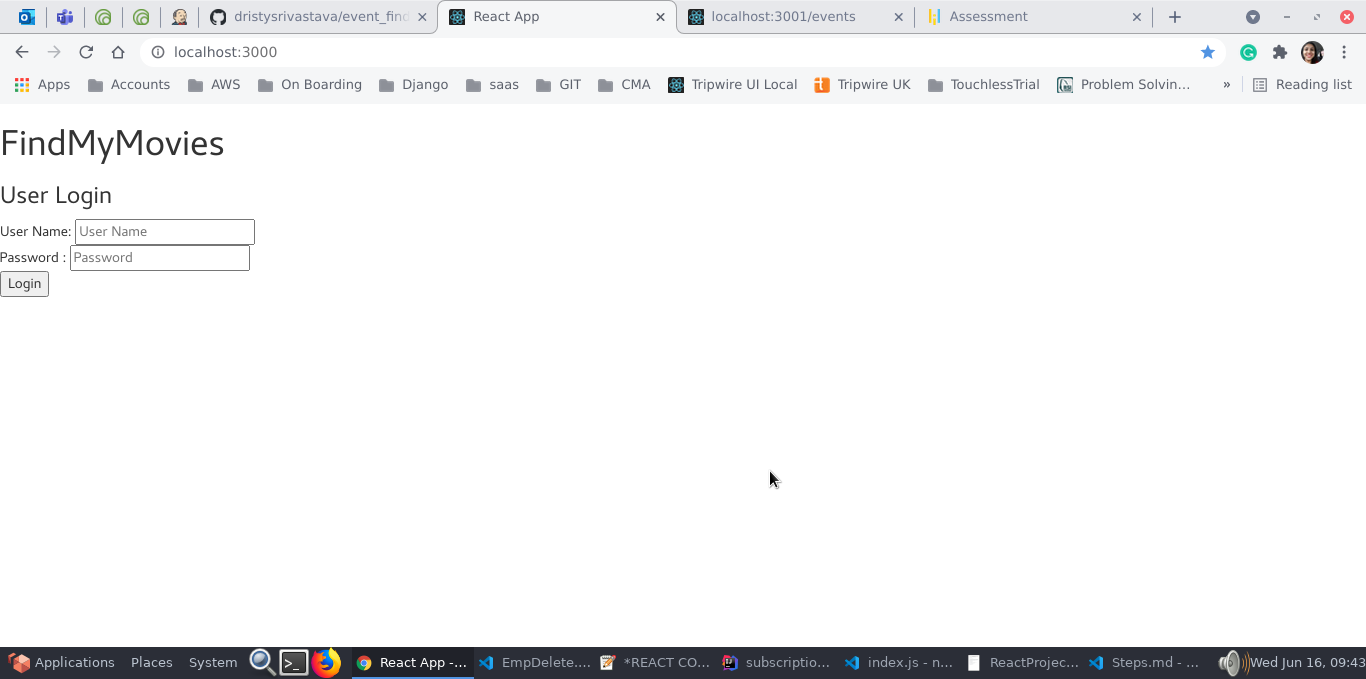 dristysrivastava/event_find
React App
localhost:3001/events
Assessment
localhost:3000
Apps
Accounts
AWS
On Boarding
Django
saas
GIT
CMA
Tripwire UI Local
Tripwire UK
TouchlessTrial
Problem Solvin...
»
Reading list
FindMyMovies
User Login
User Name: User Name
Password : Password
Login
Applications
Places
System
React App -...
EmpDelete....
*REACT CO...
subscriptio...
index.js - n...
ReactProjec...
Steps.md - ...
Wed Jun 16, 09:43